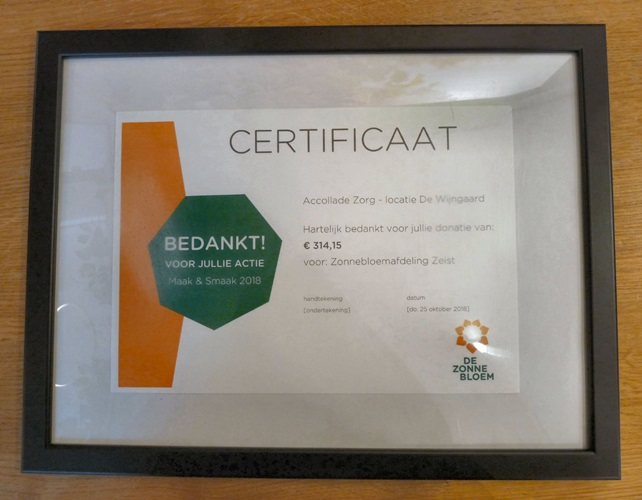 CERTIFICAAT
Accollade Zorg - locatie De Wijngaard
Hartelijk bedankt voor jullie donatie van:
€ 314,15
voor: Zonnebloemafdeling Zeist
BEDANKT!
VOOR JULLIE ACTIE
Maak & Smaak 2018
handtekening
datum
[ondertekening]
[do. 25 oktober 2018]
DE
ZONNE
BLOEM